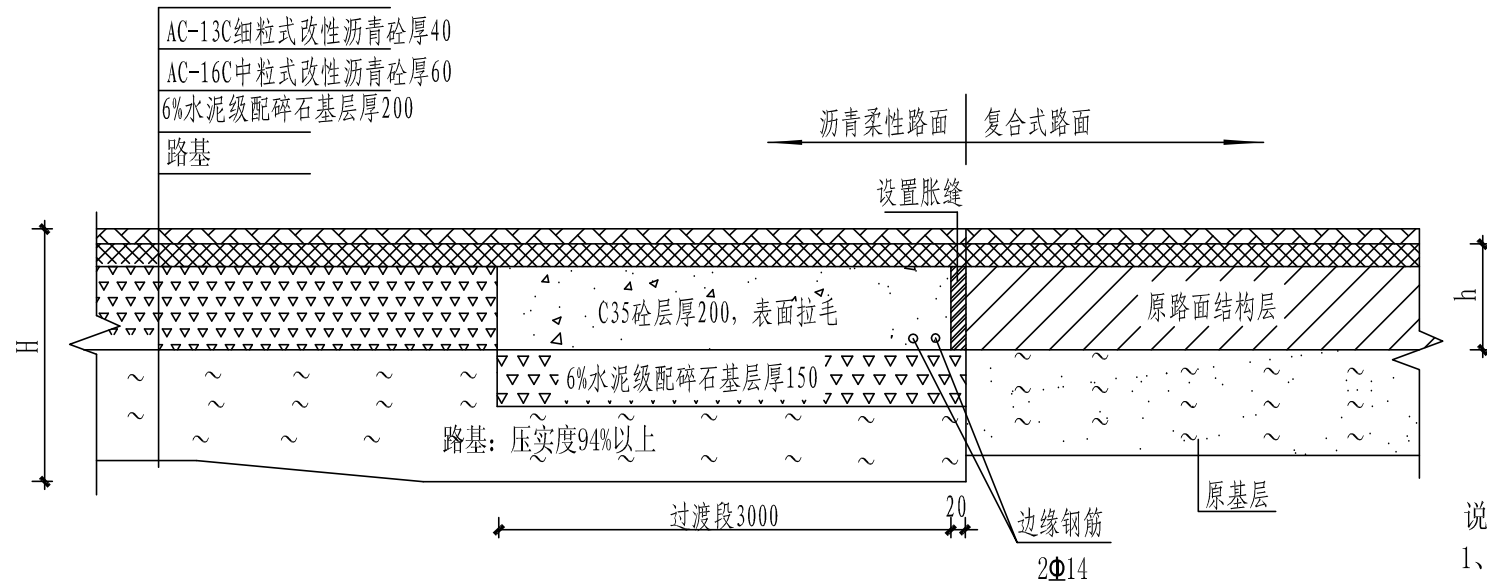 AC-13C细粒式改性沥青砼厚40
AC-16C中粒式改性沥青砼厚60
6%水泥级配碎石基层厚200
路基
沥青柔性路面
复合式路面
设置胀缝
C35砼层厚200，表面拉毛
原路面结构层
h
H
6%水泥级配碎石基层厚150
路基：压实度94%以上
过渡段3000
20
边缘钢筋
2Φ14
原基层
说
1、